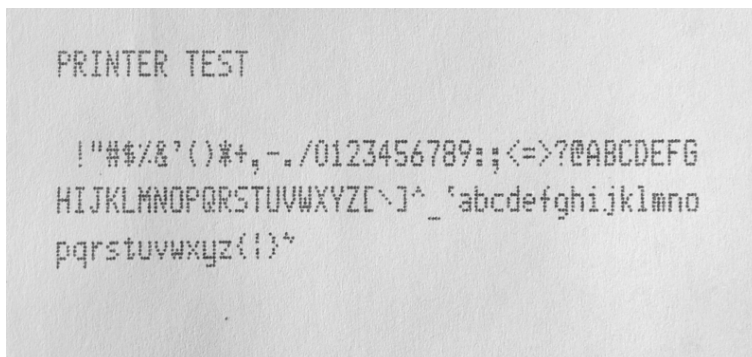 PRINTER TEST
 !"#$%&'()*+,-./0123456789:;<=>?@ABCDEFG
HIJKLMNOPQRSTUVWXYZ[\]^_`abcdefghijklmno
pqrstuvwxyz{¦}~